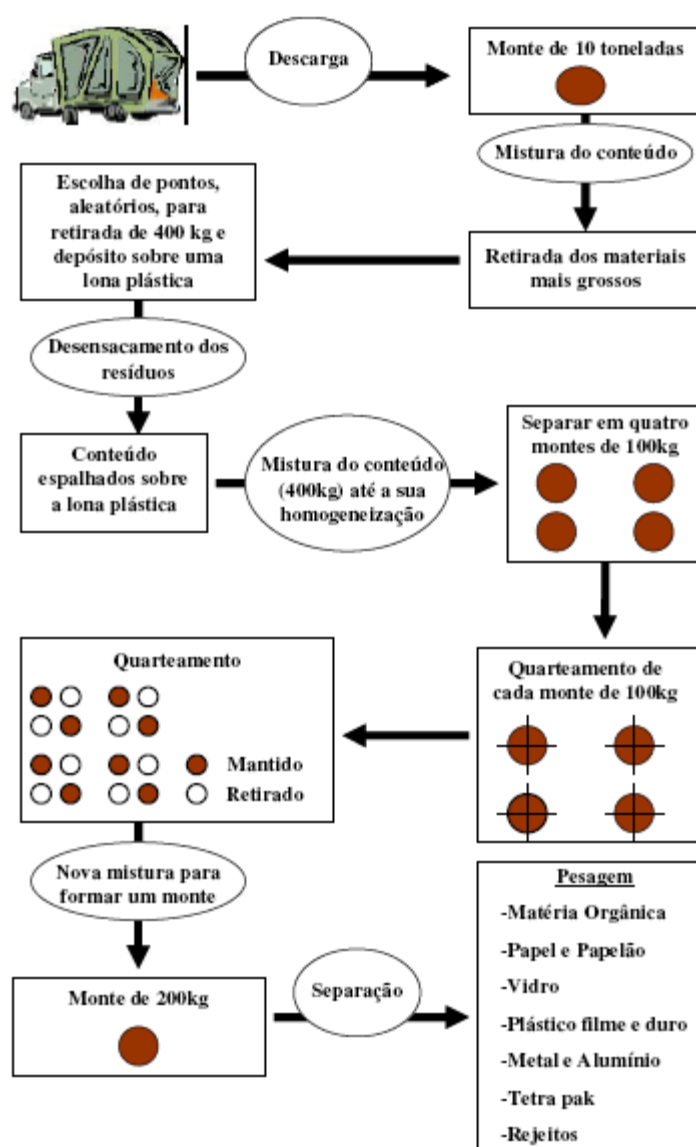 Descarga
Monte de 10 toneladas
Mistura do conteúdo
Retirada dos materiais
mais grossos
Escolha de pontos,
aleatórios, para
retirada de 400 kg e
depósito sobre uma
lona plástica
Desensacamento dos
resíduos
Conteúdo
espalhados sobre
a lona plástica
Mistura do conteúdo
(400kg) até a sua
homogeneização
Separar em quatro
montes de 100kg
Quarteamento de
cada monte de 100kg
Quarteamento
Mantido
Retirado
Nova mistura para
formar um monte
Monte de 200kg
Separação
Pesagem
-Matéria Orgânica
-Papel e Papelão
-Vidro
-Plástico filme e duro
-Metal e Alumínio
-Tetra pak
-Rejeitos